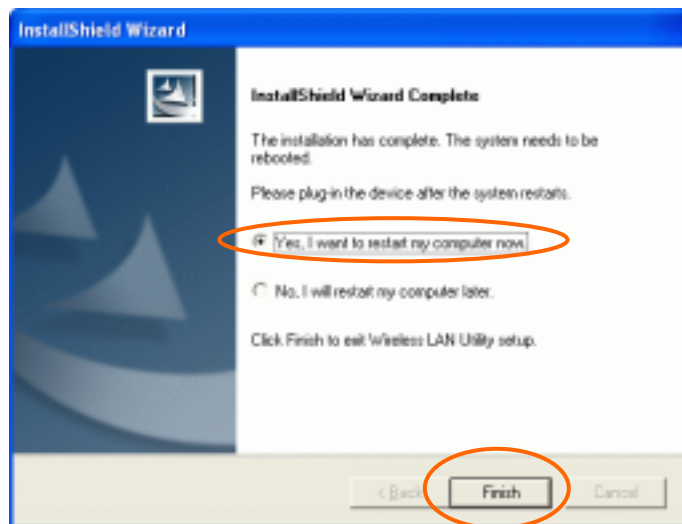 InstallShield Wizard
InstallShield Wizard Complete
The installation has complete. The system needs to be
rebooted.
Please plug-in the device after the system restarts.
Yes, I want to restart my computer now.
No, I will restart my computer later.
Click Finish to exit Wireless LAN Utility setup.
< Back
Finish
Cancel